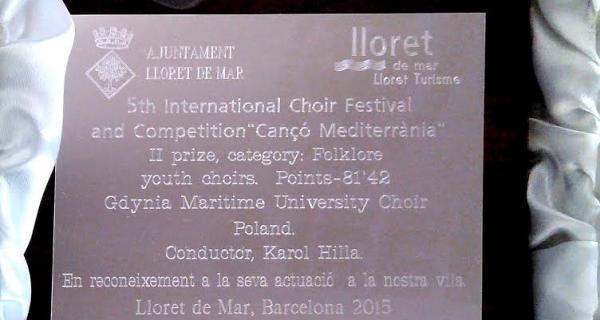 AJUNTAMENT
LLORET DE MAR
lloret
de mar
Lloret Turisme
5th International Choir Festival
and Competition"Cançó Mediterrània"
II prize, category: Folklore
youth choirs. Points-81'42
Gdynia Maritime University Choir
Poland.
Conductor, Karol Hilla.
En reconeixement a la seva actuació a la nostra vila.
Lloret de Mar, Barcelona 2015